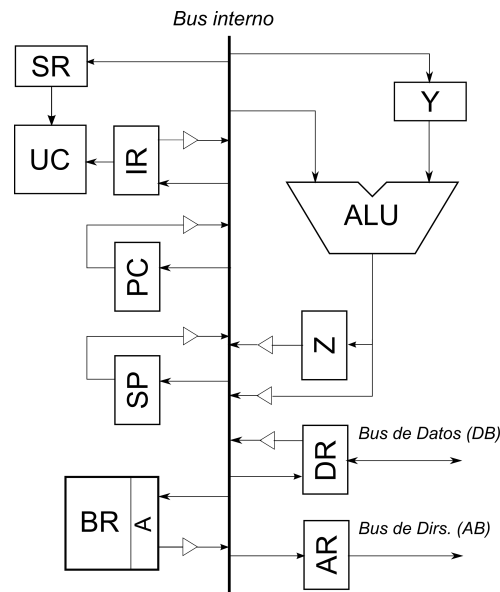 Bus interno
SR
Y
UC
IR
ALU
PC
Z
SP
Bus de Datos (DB)
DR
BR
A
Bus de Dirs. (AB)
AR